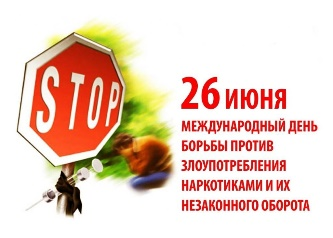 STOP
26 ИЮНЯ
МЕЖДУНАРОДНЫЙ ДЕНЬ
БОРЬБЫ ПРОТИВ
ЗЛОУПОТРЕБЛЕНИЯ
НАРКОТИКАМИ И ИХ
НЕЗАКОННОГО ОБОРОТА